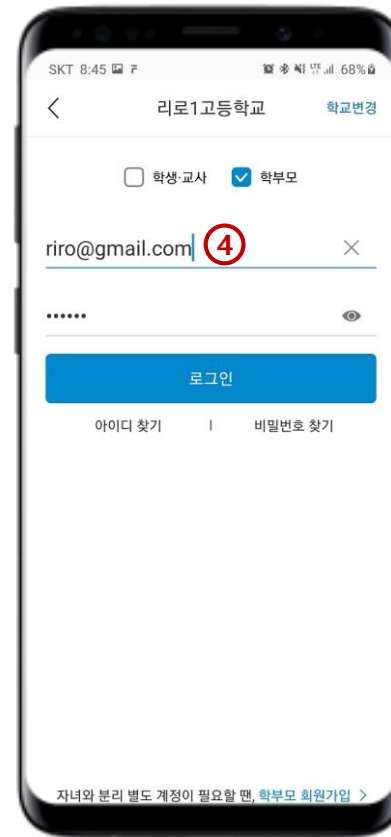 SKT 8:45
68%
리로1고등학교 학교변경
학생·교사 학부모
riro@gmail.com ④
••••••
로그인
아이디 찾기 | 비밀번호 찾기
자녀와 분리 별도 계정이 필요할 땐, 학부모 회원가입 >